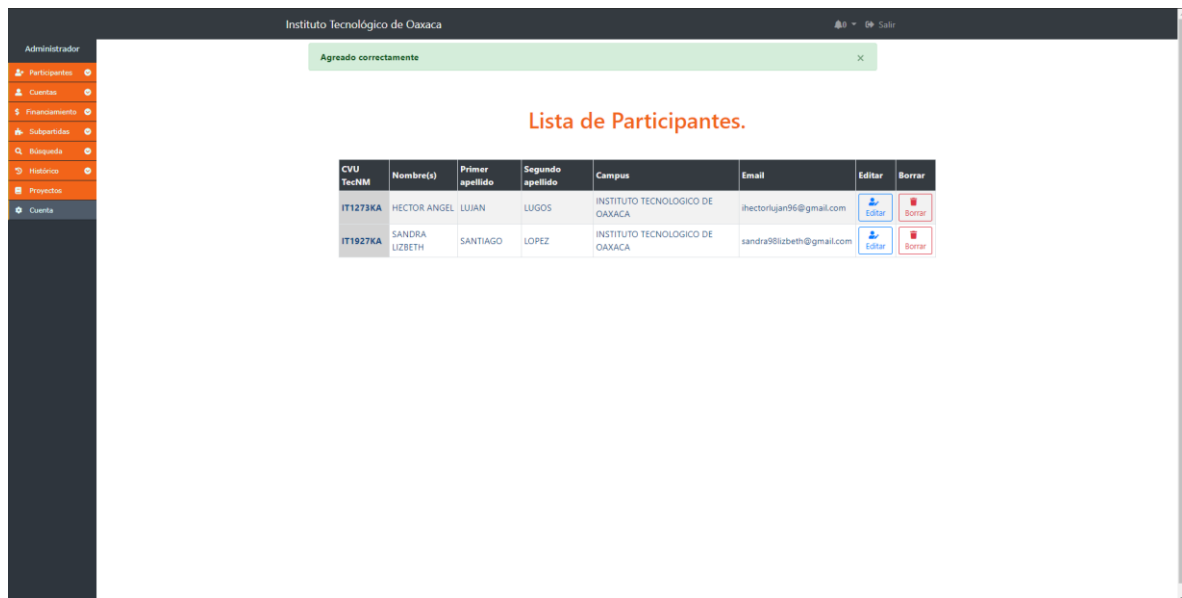 Instituto Tecnológico de Oaxaca
0 Salir
Administrador
Agreado correctamente ×
Participantes
Cuentas
Financiamiento
Subpartidas
Búsqueda
Histórico
Proyectos
Cuenta
Lista de Participantes.
CVU TecNM Nombre(s) Primer apellido Segundo apellido Campus Email Editar Borrar
IT1273KA HECTOR ANGEL LUJAN LUGOS INSTITUTO TECNOLOGICO DE OAXACA ihectorlujan96@gmail.com Editar Borrar
IT1927KA SANDRA LIZBETH SANTIAGO LOPEZ INSTITUTO TECNOLOGICO DE OAXACA sandra98lizbeth@gmail.com Editar Borrar